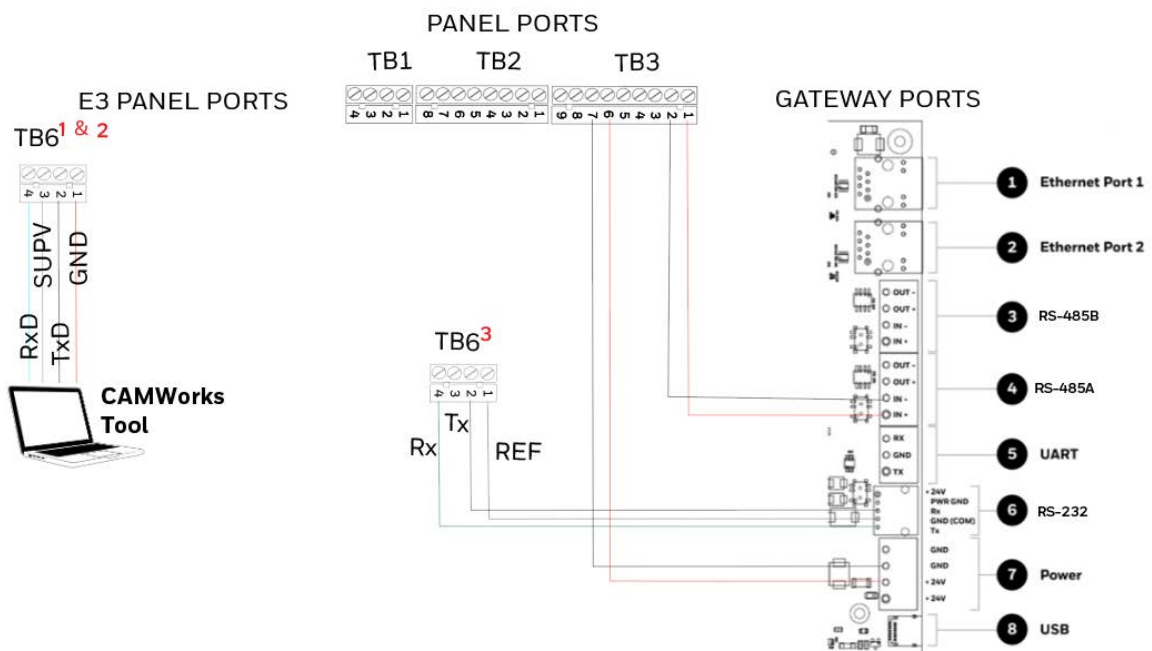 PANEL PORTS
TB1
TB2
TB3
4 3 2 1
8 7 6 5 4 3 2 1
9 8 7 6 5 4 3 2 1
E3 PANEL PORTS
TB6 1 & 2
4 3 2 1
RxD
SUPV
TxD
GND
CAMWorks
Tool
TB6 3
4 3 2 1
Rx
Tx
REF
GATEWAY PORTS
1 Ethernet Port 1
2 Ethernet Port 2
OUT -
OUT +
IN -
IN +
3 RS-485B
OUT -
OUT +
IN -
IN +
4 RS-485A
RX
GND
TX
5 UART
+ 24V
PWR GND
Rx
GND (COM)
Tx
6 RS-232
GND
GND
+ 24V
+ 24V
7 Power
8 USB